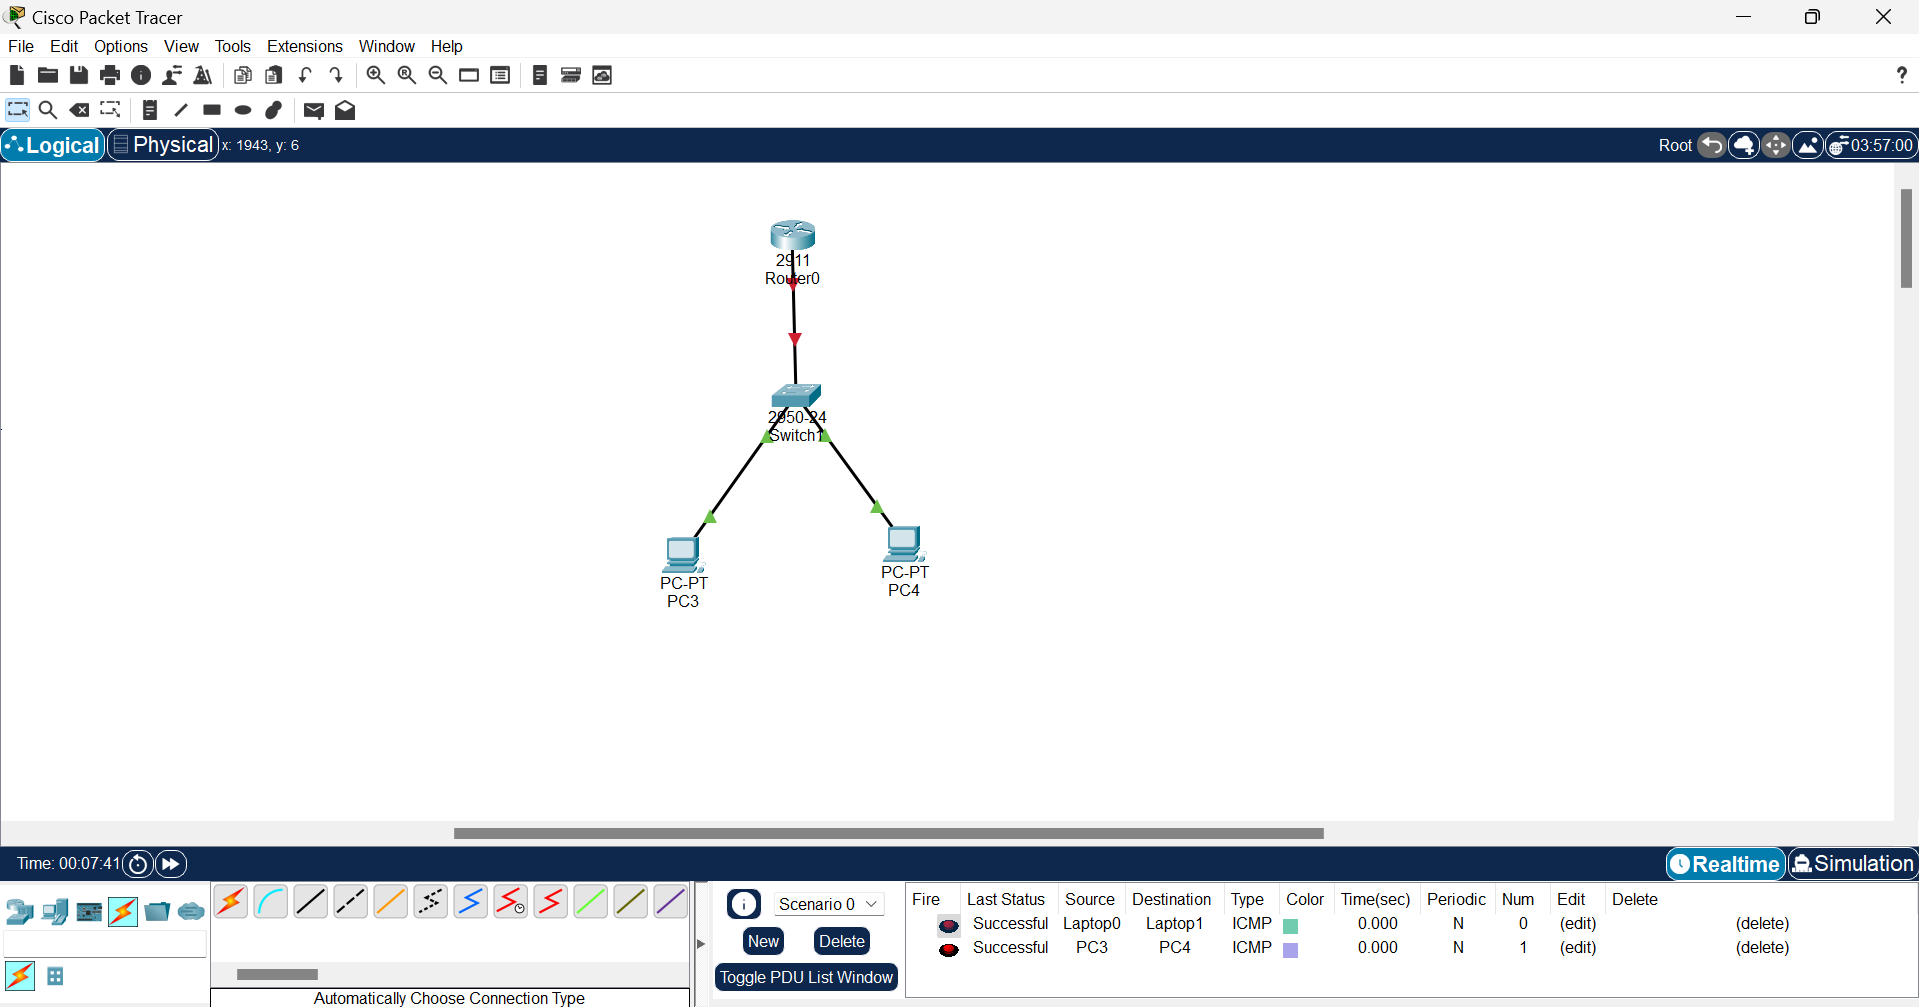 Cisco Packet Tracer
File Edit Options View Tools Extensions Window Help
Logical Physical x: 1943, y: 6 Root 03:57:00
2911
Router0
2950-24
Switch1
PC-PT
PC3
PC-PT
PC4
Time: 00:07:41 Realtime Simulation
Scenario 0
New Delete
Toggle PDU List Window
Automatically Choose Connection Type
Fire Last Status Source Destination Type Color Time(sec) Periodic Num Edit Delete
Successful Laptop0 Laptop1 ICMP 0.000 N 0 (edit) (delete)
Successful PC3 PC4 ICMP 0.000 N 1 (edit) (delete)